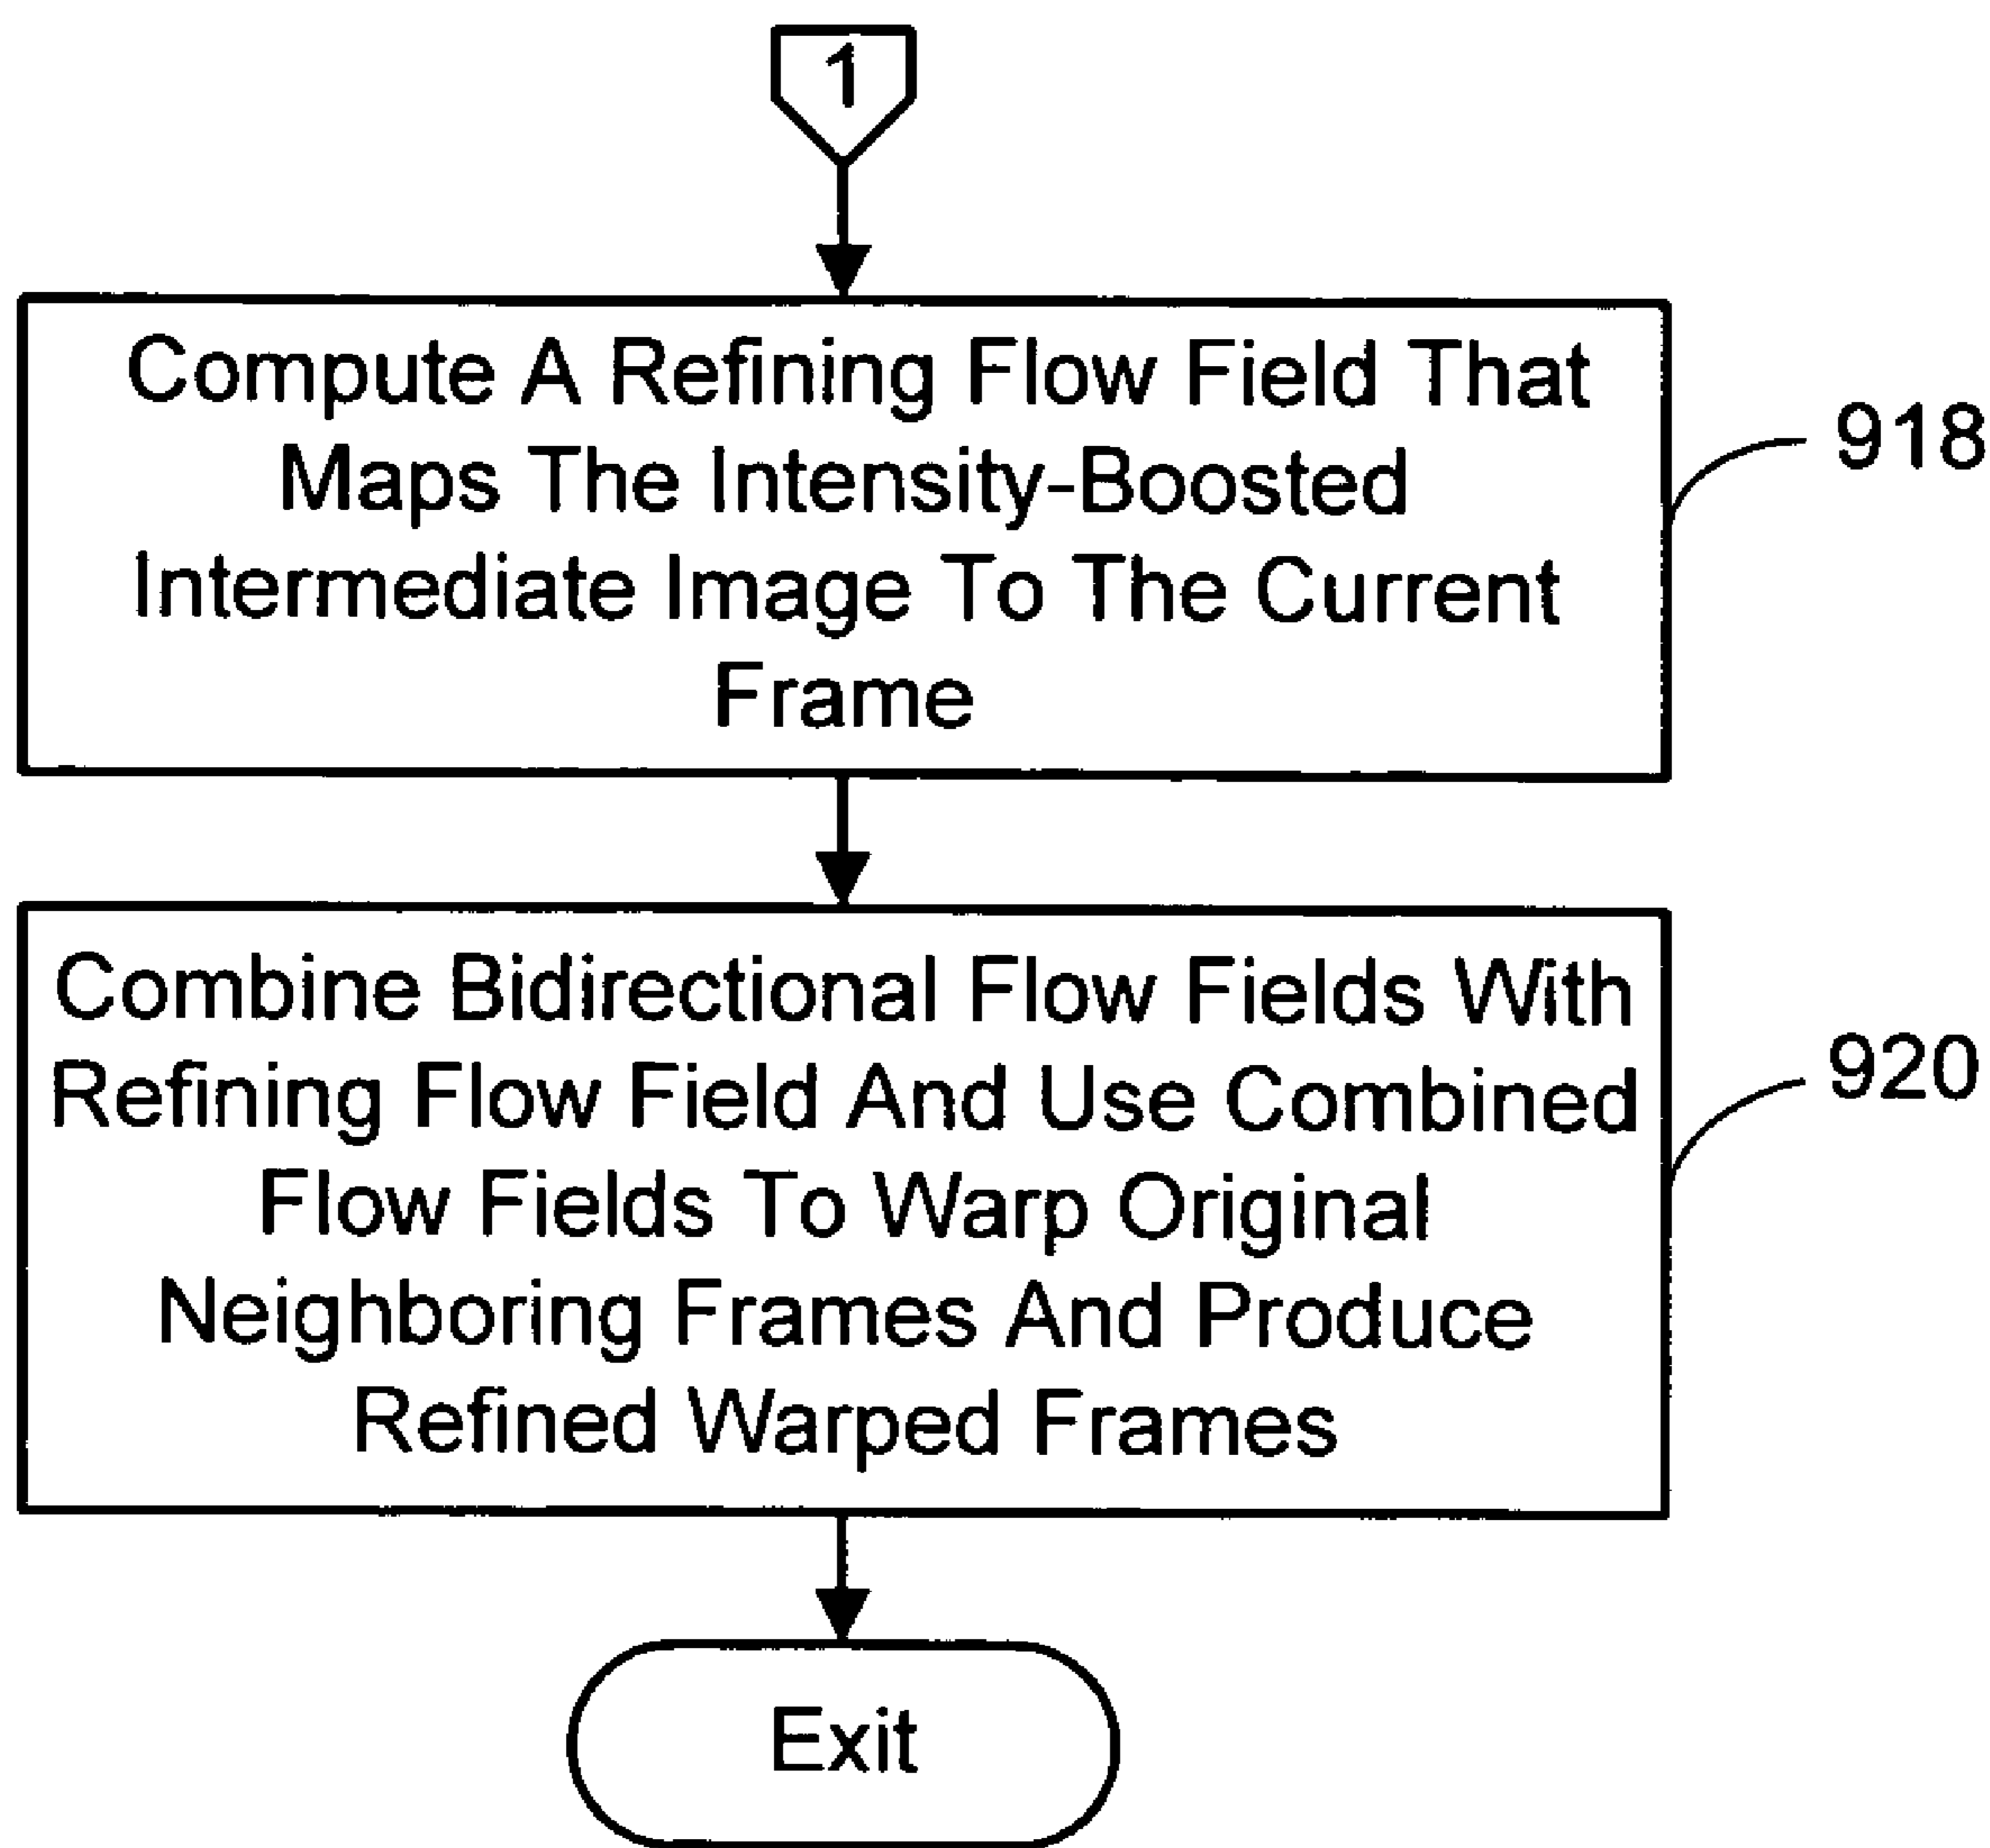 1
Compute A Refining Flow Field That
Maps The Intensity-Boosted
Intermediate Image To The Current
Frame
918
Combine Bidirectional Flow Fields With
Refining Flow Field And Use Combined
Flow Fields To Warp Original
Neighboring Frames And Produce
Refined Warped Frames
920
Exit